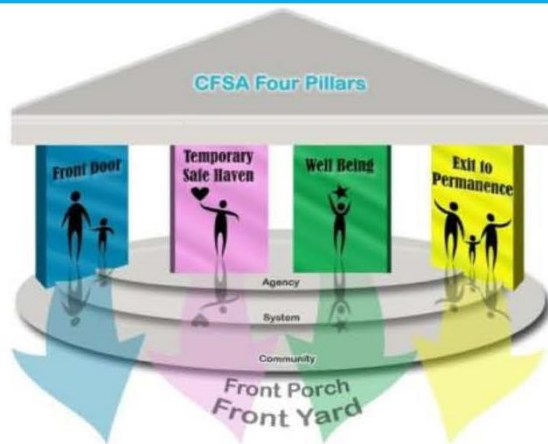 CFSA Four Pillars
Front Door
Temporary
Safe Haven
Well Being
Exit to
Permanence
Agency
System
Community
Front Porch
Front Yard